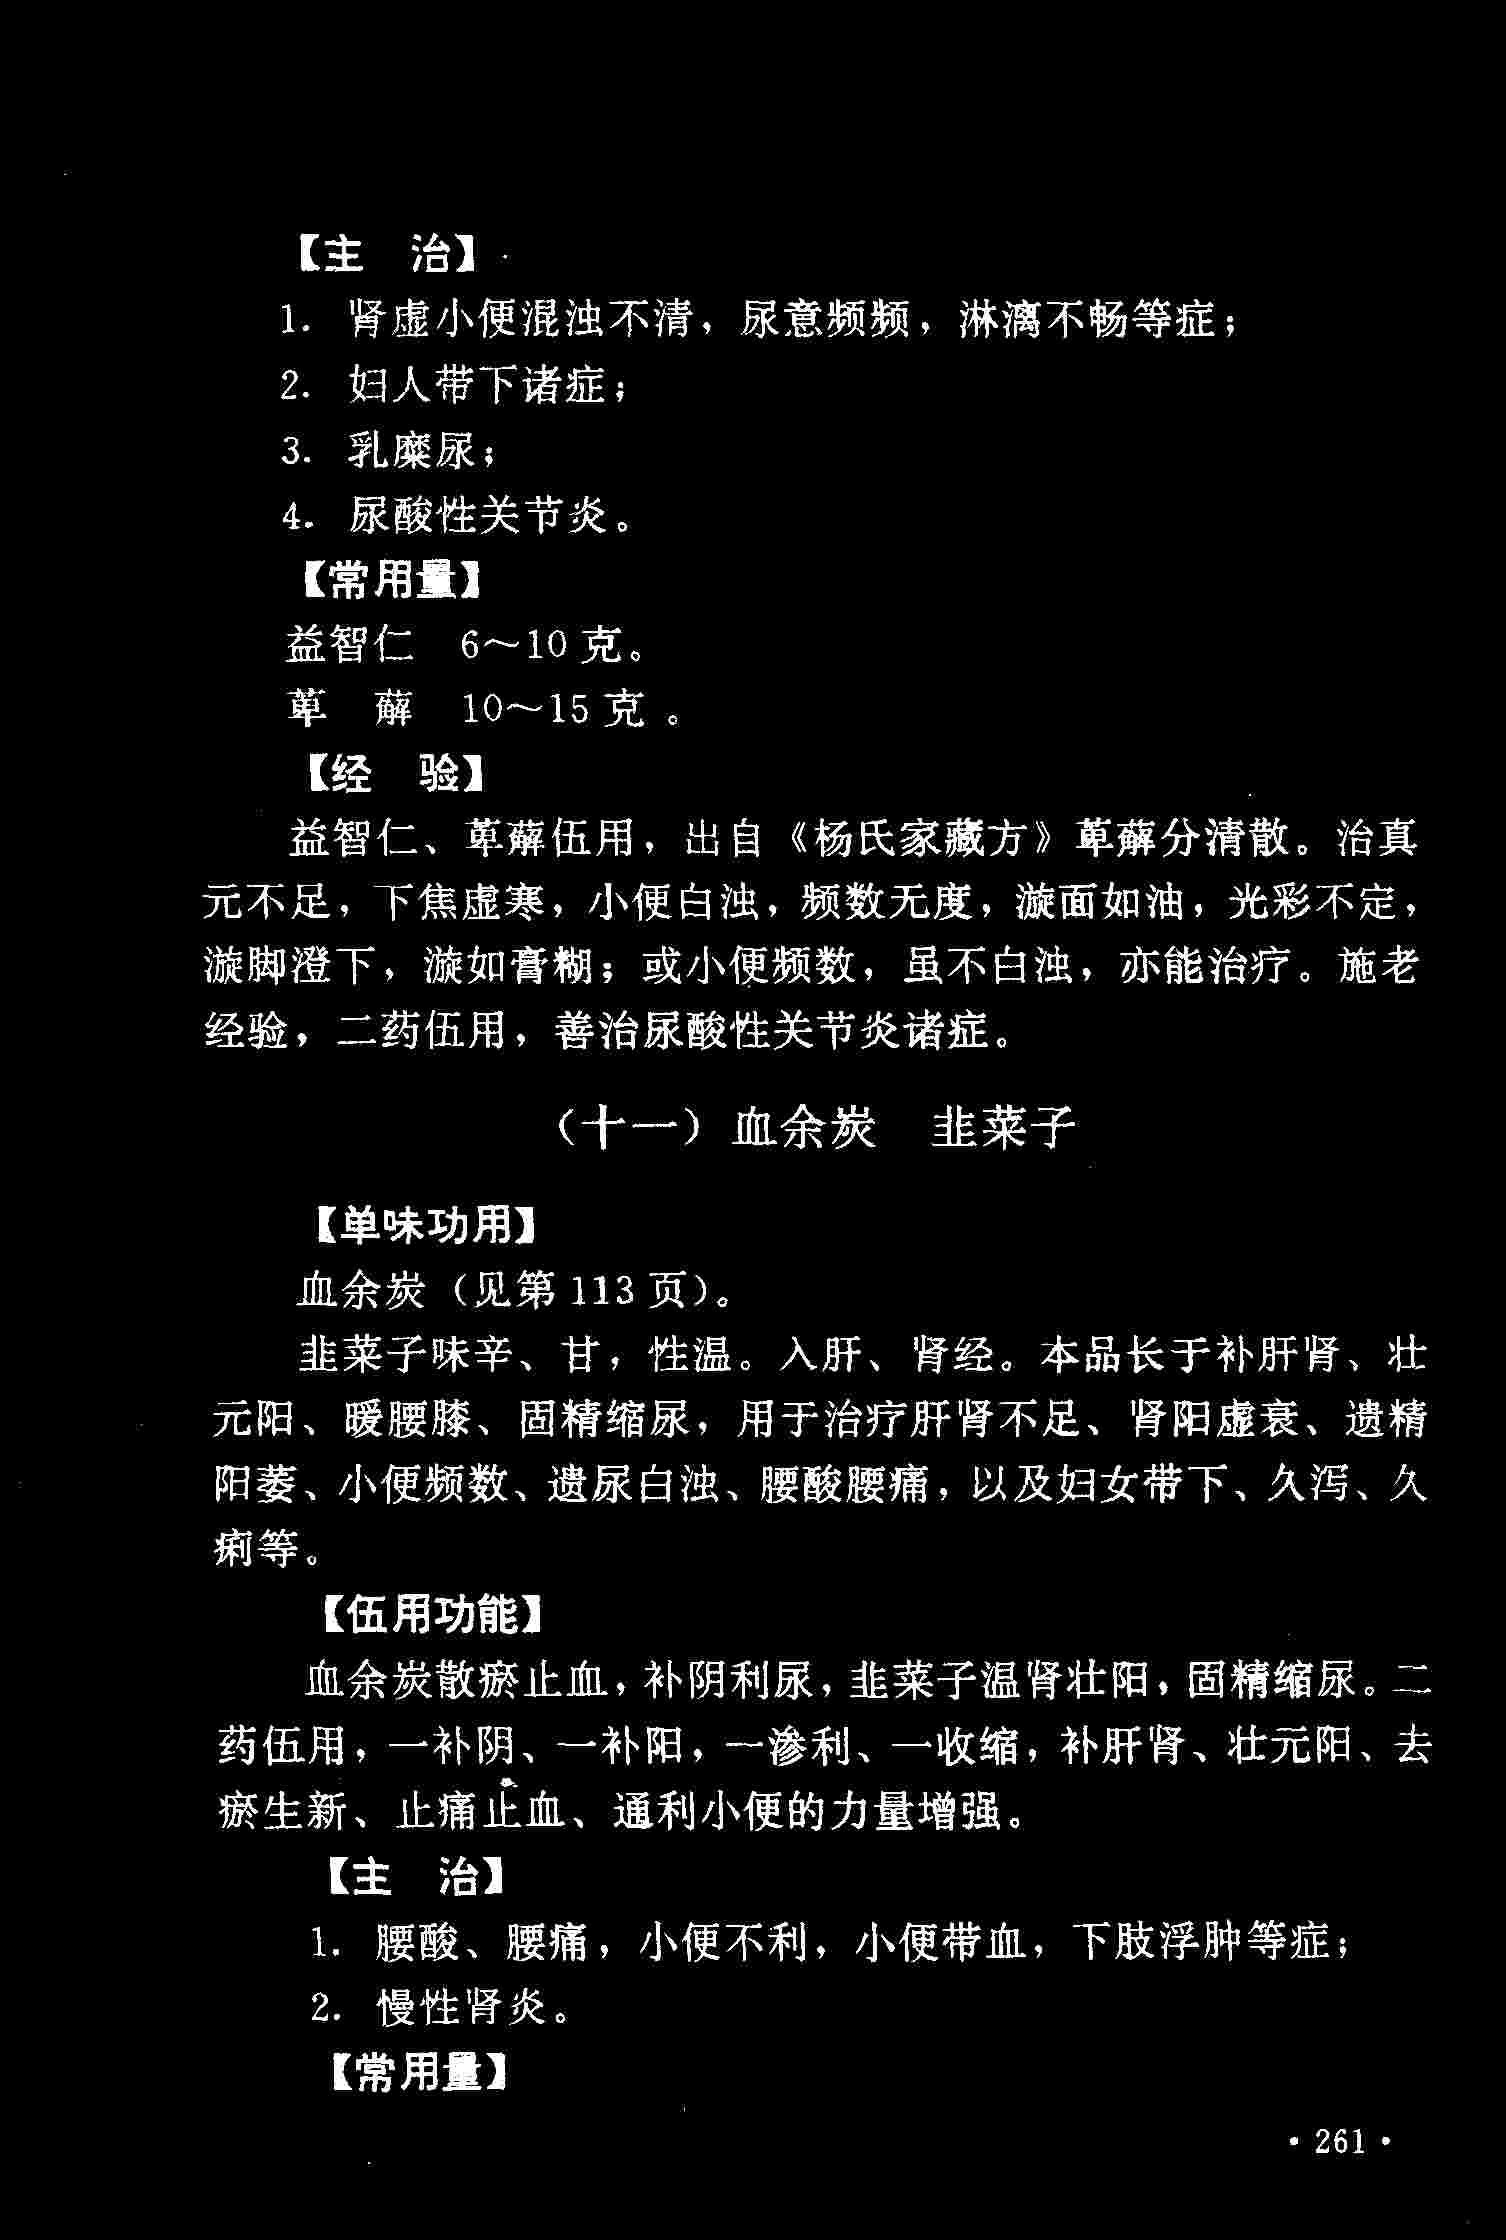 【主　治】
1. 肾虚小便混浊不清，尿意频频，淋漓不畅等症；
2. 妇人带下诸症；
3. 乳糜尿；
4. 尿酸性关节炎。
【常用量】
益智仁　6～10 克。
萆　薢　10～15 克 。
【经　验】
益智仁、萆薢伍用，出自《杨氏家藏方》萆薢分清散。治真
元不足，下焦虚寒，小便白浊，频数无度，漩面如油，光彩不定，
漩脚澄下，漩如膏糊；或小便频数，虽不白浊，亦能治疗。施老
经验，二药伍用，善治尿酸性关节炎诸症。
（十一）血余炭　韭菜子
【单味功用】
血余炭（见第 113 页）。
韭菜子味辛、甘，性温。入肝、肾经。本品长于补肝肾、壮
元阳、暖腰膝、固精缩尿，用于治疗肝肾不足、肾阳虚衰、遗精
阳萎、小便频数、遗尿白浊、腰酸腰痛，以及妇女带下、久泻、久
痢等。
【伍用功能】
血余炭散瘀止血，补阴利尿，韭菜子温肾壮阳，固精缩尿。二
药伍用，一补阴、一补阳，一渗利、一收缩，补肝肾、壮元阳、去
瘀生新、止痛止血、通利小便的力量增强。
【主　治】
1. 腰酸、腰痛，小便不利，小便带血，下肢浮肿等症；
2. 慢性肾炎。
【常用量】
· 261 ·